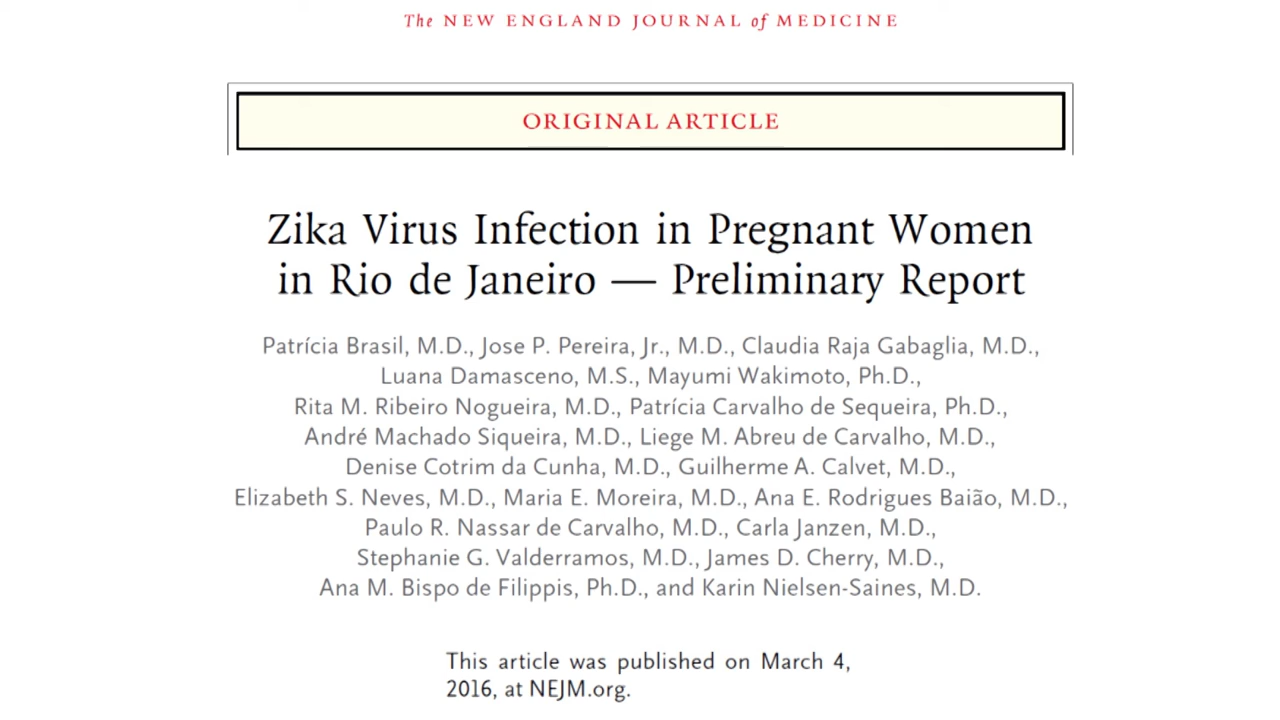 The NEW ENGLAND JOURNAL of MEDICINE
ORIGINAL ARTICLE
Zika Virus Infection in Pregnant Women
in Rio de Janeiro — Preliminary Report
Patrícia Brasil, M.D., Jose P. Pereira, Jr., M.D., Claudia Raja Gabaglia, M.D.,
Luana Damasceno, M.S., Mayumi Wakimoto, Ph.D.,
Rita M. Ribeiro Nogueira, M.D., Patrícia Carvalho de Sequeira, Ph.D.,
André Machado Siqueira, M.D., Liege M. Abreu de Carvalho, M.D.,
Denise Cotrim da Cunha, M.D., Guilherme A. Calvet, M.D.,
Elizabeth S. Neves, M.D., Maria E. Moreira, M.D., Ana E. Rodrigues Baião, M.D.,
Paulo R. Nassar de Carvalho, M.D., Carla Janzen, M.D.,
Stephanie G. Valderramos, M.D., James D. Cherry, M.D.,
Ana M. Bispo de Filippis, Ph.D., and Karin Nielsen-Saines, M.D.
This article was published on March 4,
2016, at NEJM.org.